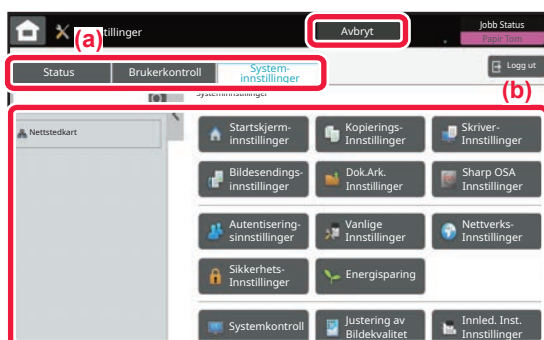 (a)
tillinger
Avbryt
Jobb Status
Papir Tom
Status
Brukerkontroll
System-
innstillinger
Logg ut
(b)
Systeminnstillinger
Nettstedkart
Startskjerm-
innstillinger
Kopierings-
Innstillinger
Skriver-
Innstillinger
Bildesendings-
innstillinger
Dok.Ark.
Innstillinger
Sharp OSA
Innstillinger
Autentisering-
sinnstillinger
Vanlige
Innstillinger
Nettverks-
Innstillinger
Sikkerhets-
Innstillinger
Energisparing
Systemkontroll
Justering av
Bildekvalitet
Innled. Inst.
Innstillinger